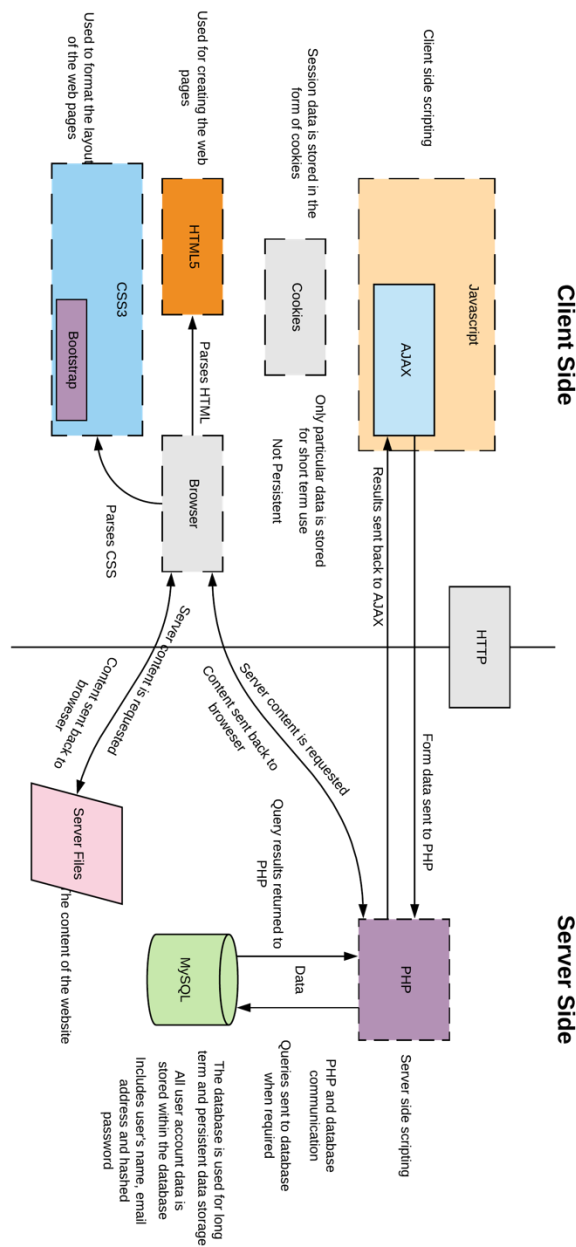 Client Side
Server Side
HTTP
Client side scripting
Javascript
AJAX
Form data sent to PHP
Results sent back to AJAX
PHP
Server side scripting
Session data is stored in the
form of cookies
Cookies
Only particular data is stored
for short term use
Not Persistent
Server content is requested
Content sent back to
broweser
Query results returned to
PHP
Data
PHP and database
communication
Queries sent to database
when required
Used for creating the web
pages
HTML5
Parses HTML
Browser
MySQL
The database is used for long
term and persistent data storage
All user account data is
stored within the database
Includes user's name, email
address and hashed
password
Used to format the layout
of the web pages
CSS3
Bootstrap
Parses CSS
Server content is requested
Content sent back to
broweser
Server Files
he content of the website